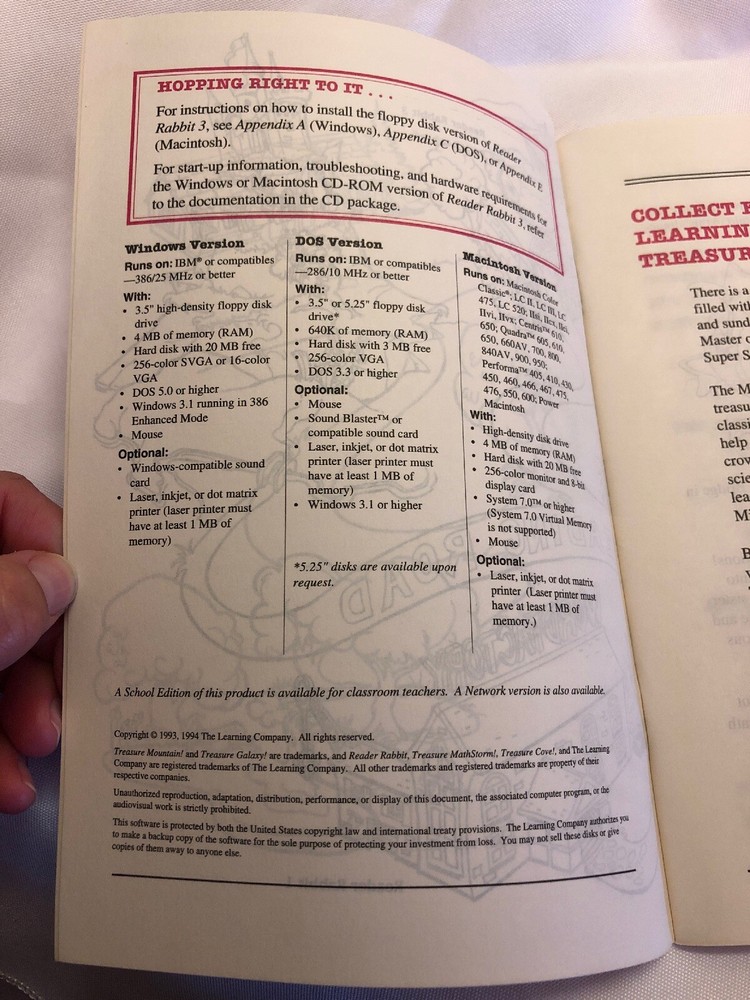 HOPPING RIGHT TO IT . . .
For instructions on how to install the floppy disk version of Reader
Rabbit 3, see Appendix A (Windows), Appendix C (DOS), or Appendix E
(Macintosh).
For start-up information, troubleshooting, and hardware requirements for
the Windows or Macintosh CD-ROM version of Reader Rabbit 3, refer
to the documentation in the CD package.
Windows Version
Runs on: IBM® or compatibles
—386/25 MHz or better
With:
• 3.5" high-density floppy disk
drive
• 4 MB of memory (RAM)
• Hard disk with 20 MB free
• 256-color SVGA or 16-color
VGA
• DOS 5.0 or higher
• Windows 3.1 running in 386
Enhanced Mode
• Mouse
Optional:
• Windows-compatible sound
card
• Laser, inkjet, or dot matrix
printer (laser printer must
have at least 1 MB of
memory)
DOS Version
Runs on: IBM or compatibles
—286/10 MHz or better
With:
• 3.5" or 5.25" floppy disk
drive*
• 640K of memory (RAM)
• Hard disk with 3 MB free
• 256-color VGA
• DOS 3.3 or higher
Optional:
• Mouse
• Sound Blaster™ or
compatible sound card
• Laser, inkjet, or dot matrix
printer (laser printer must
have at least 1 MB of
memory)
• Windows 3.1 or higher
*5.25" disks are available upon
request.
Macintosh Version
Runs on: Macintosh Color
Classic®; LC II, LC III, LC
475, LC 520; IIsi, IIcx, IIci,
IIvi, IIvx; Centris™ 610,
650; Quadra™ 605, 610,
650, 660AV, 700, 800,
840AV, 900, 950;
Performa™ 405, 410, 430,
450, 460, 466, 467, 475,
476, 550, 600; Power
Macintosh
With:
• High-density disk drive
• 4 MB of memory (RAM)
• Hard disk with 20 MB free
• 256-color monitor and 8-bit
display card
• System 7.0™ or higher
(System 7.0 Virtual Memory
is not supported)
• Mouse
Optional:
• Laser, inkjet, or dot matrix
printer (Laser printer must
have at least 1 MB of
memory.)
A School Edition of this product is available for classroom teachers. A Network version is also available.
Copyright © 1993, 1994 The Learning Company. All rights reserved.
Treasure Mountain! and Treasure Galaxy! are trademarks, and Reader Rabbit, Treasure MathStorm!, Treasure Cove!, and The Learning
Company are registered trademarks of The Learning Company. All other trademarks and registered trademarks are property of their
respective companies.
Unauthorized reproduction, adaptation, distribution, performance, or display of this document, the associated computer program, or the
audiovisual work is strictly prohibited.
This software is protected by both the United States copyright law and international treaty provisions. The Learning Company authorizes you
to make a backup copy of the software for the sole purpose of protecting your investment from loss. You may not sell these disks or give
copies of them away to anyone else.
COLLECT
LEARNIN
TREASUR
There is a
filled with
and sund
Master o
Super S
The M
treasu
classi
help
crow
scie
lea
Mi